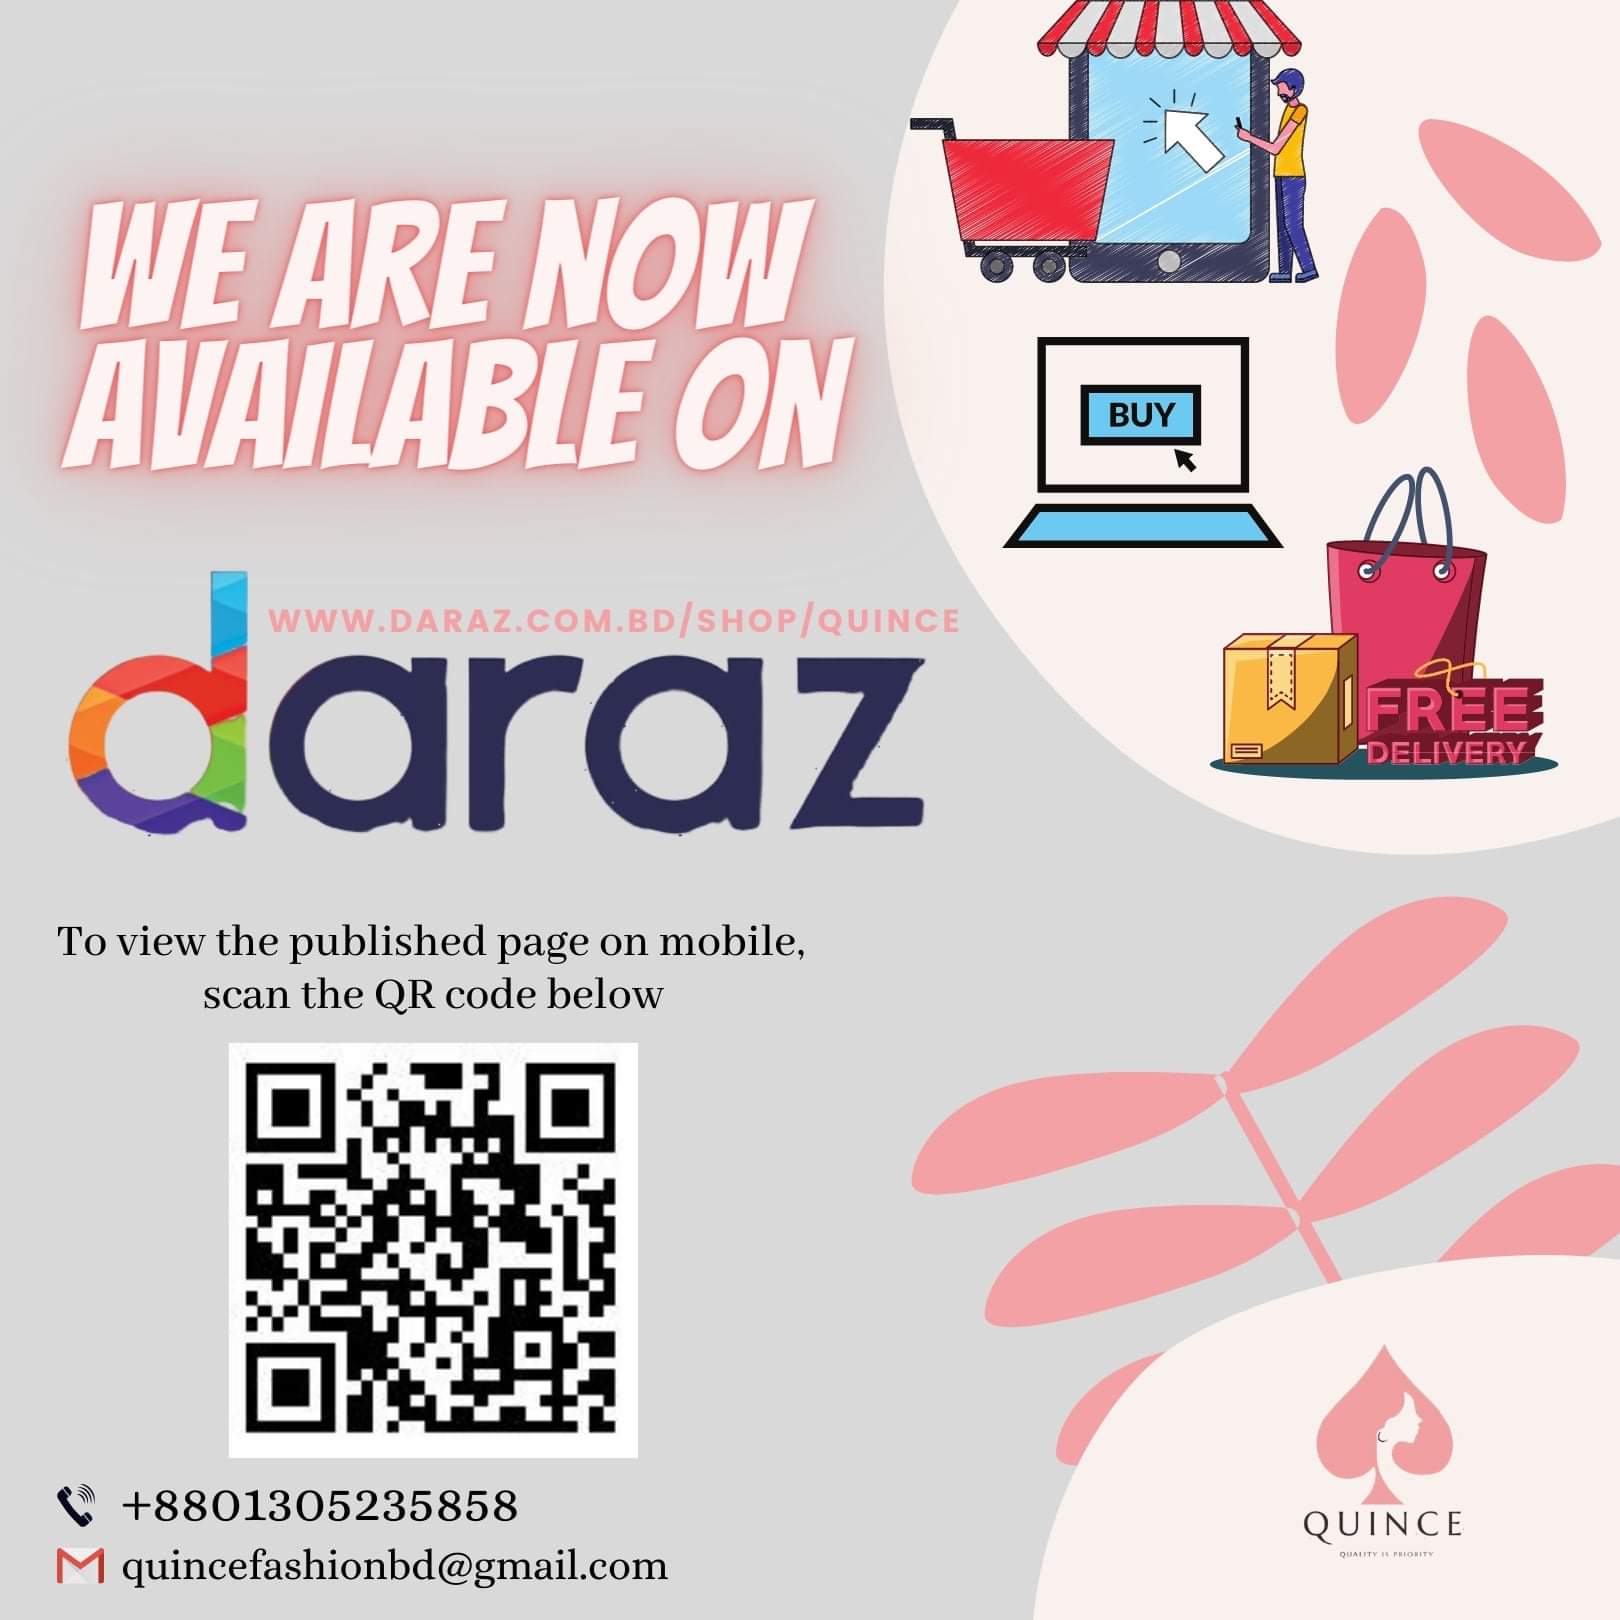 WE ARE NOW
AVAILABLE ON
WWW.DARAZ.COM.BD/SHOP/QUINCE
daraz
BUY
FREE
DELIVERY
To view the published page on mobile,
scan the QR code below
+8801305235858
quincefashionbd@gmail.com
QUINCE
QUALITY IS PRIORITY